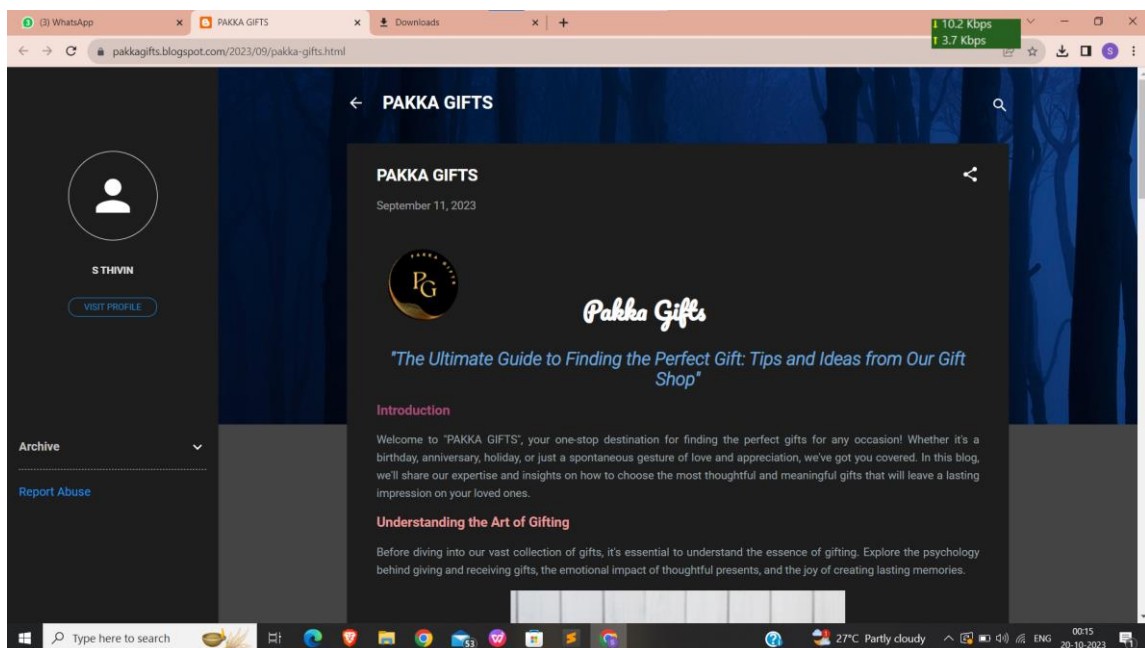 (3) WhatsApp
PAKKA GIFTS
Downloads
10.2 Kbps
3.7 Kbps
pakkagifts.blogspot.com/2023/09/pakka-gifts.html
S
PAKKA GIFTS
S THIVIN
VISIT PROFILE
Archive
Report Abuse
PAKKA GIFTS
September 11, 2023
PAKKA GIFTS
PG
Pakka Gifts
"The Ultimate Guide to Finding the Perfect Gift: Tips and Ideas from Our Gift
Shop"
Introduction
Welcome to "PAKKA GIFTS", your one-stop destination for finding the perfect gifts for any occasion! Whether it's a
birthday, anniversary, holiday, or just a spontaneous gesture of love and appreciation, we've got you covered. In this blog,
we'll share our expertise and insights on how to choose the most thoughtful and meaningful gifts that will leave a lasting
impression on your loved ones.
Understanding the Art of Gifting
Before diving into our vast collection of gifts, it's essential to understand the essence of gifting. Explore the psychology
behind giving and receiving gifts, the emotional impact of thoughtful presents, and the joy of creating lasting memories.
Type here to search
53
27°C Partly cloudy
ENG
00:15
20-10-2023
1